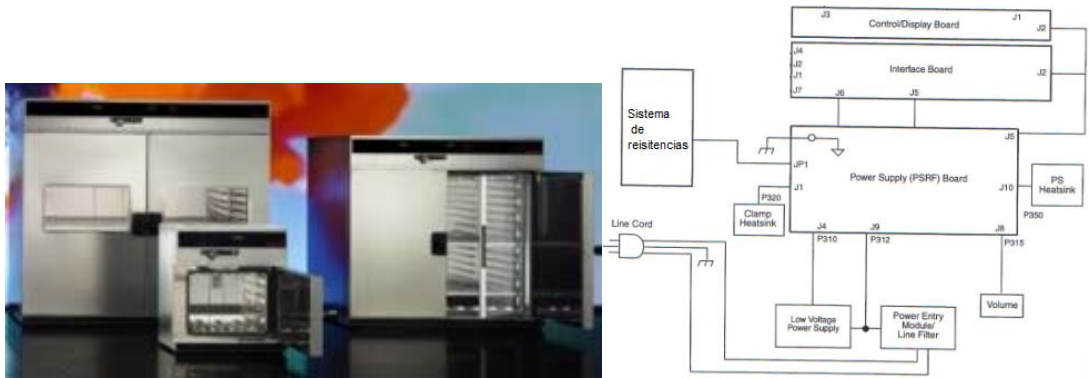 J3
Control/Display Board
J1
J2
J4
J2
J1
J7
Interface Board
J2
J6
J5
Sistema
de
reisitencias
J5
JP1
Power Supply (PSRF) Board
J1
J10
PS
Heatsink
P320
Clamp
Heatsink
P350
Line Cord
J4
J9
J8
P310
P312
P315
Low Voltage
Power Supply
Power Entry
Module/
Line Filter
Volume